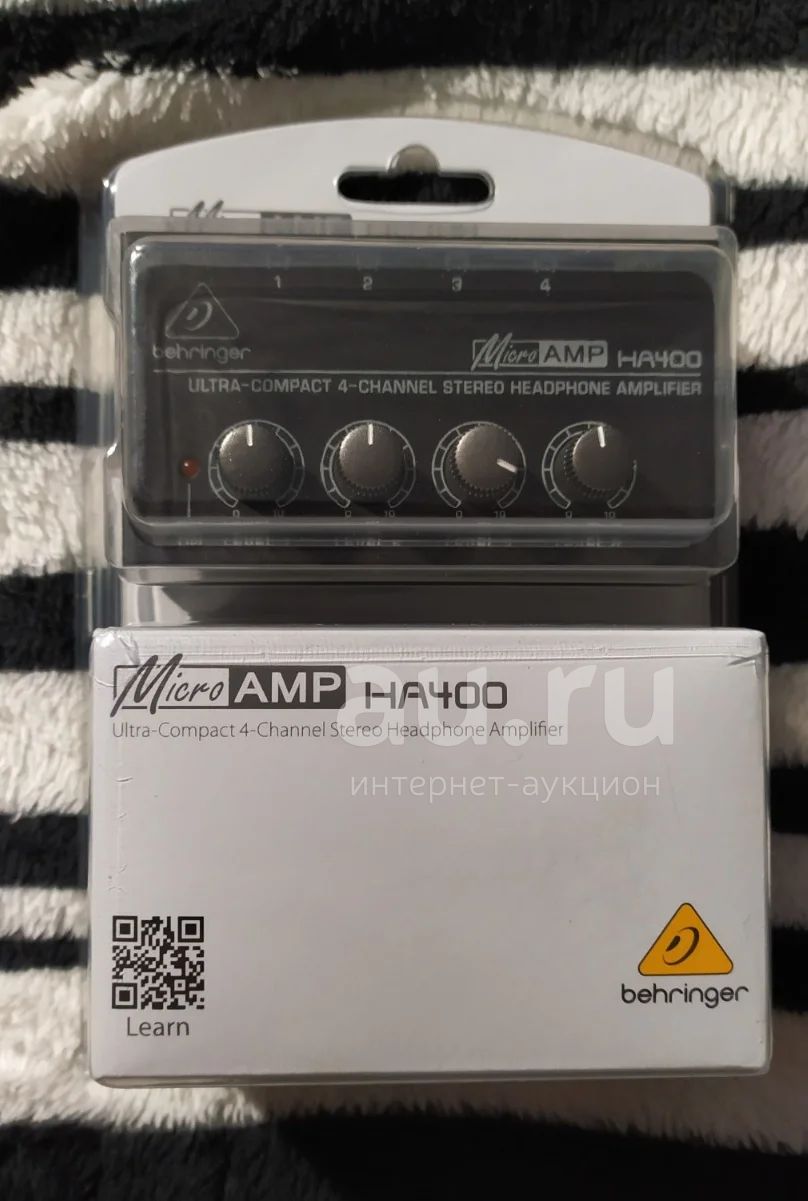 1 2 3 4
behringer
Micro AMP HA400
ULTRA-COMPACT 4-CHANNEL STEREO HEADPHONE AMPLIFIER
0 10 0 10 0 10 0 10
Micro AMP HA400
Ultra-Compact 4-Channel Stereo Headphone Amplifier
au.ru
интернет-аукцион
Learn
behringer